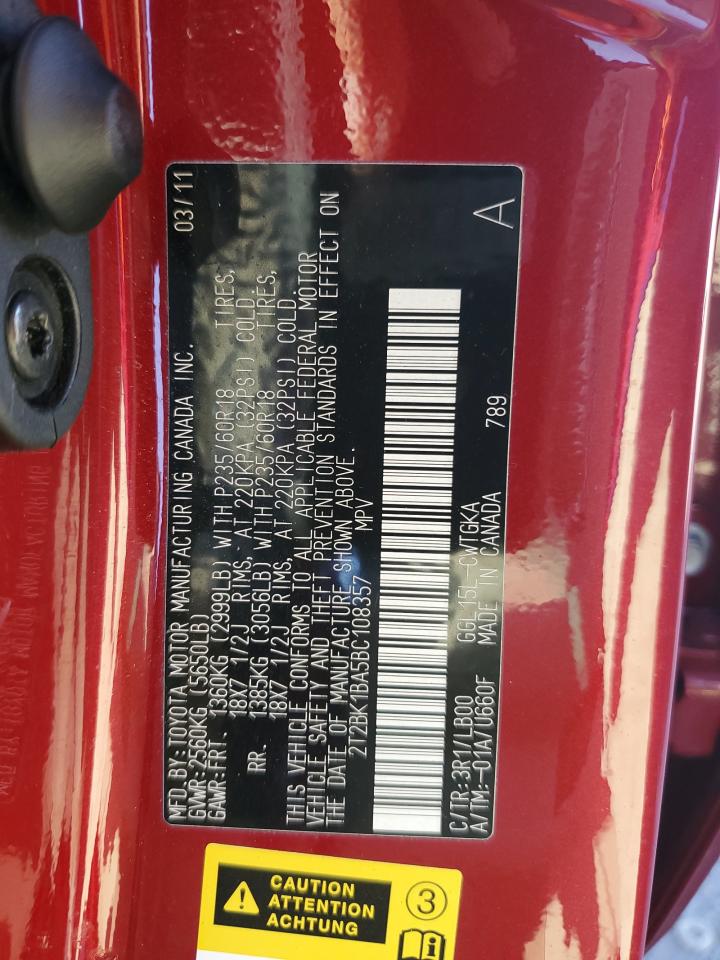 MFD.BY:TOYOTA MOTOR MANUFACTURING CANADA INC. 03/11
GVWR:2560KG (5650LB)
GAWR:FRT. 1360KG (2999LB) WITH P235/60R18 TIRES,
18X7 1/2J RIMS, AT 220KPA (32PSI) COLD
RR. 1385KG (3056LB) WITH P235/60R18 TIRES,
18X7 1/2J RIMS, AT 220KPA (32PSI) COLD
THIS VEHICLE CONFORMS TO ALL APPLICABLE FEDERAL MOTOR
VEHICLE SAFETY AND THEFT PREVENTION STANDARDS IN EFFECT ON
THE DATE OF MANUFACTURE SHOWN ABOVE.
2T2BK1BA5BC108357 MPV
C/TR:3R1/LB00 GGL15L-CWTGKA 789 A
A/TM:-01A/U660F MADE IN CANADA
CAUTION
ATTENTION
ACHTUNG
3